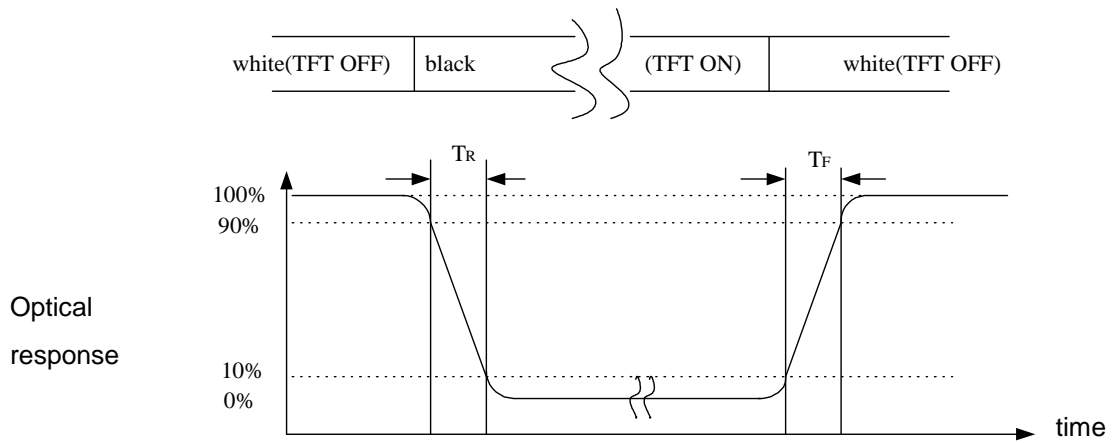 white(TFT OFF) black (TFT ON) white(TFT OFF)
TR TF
100%
90%
Optical
response
10%
0%
time